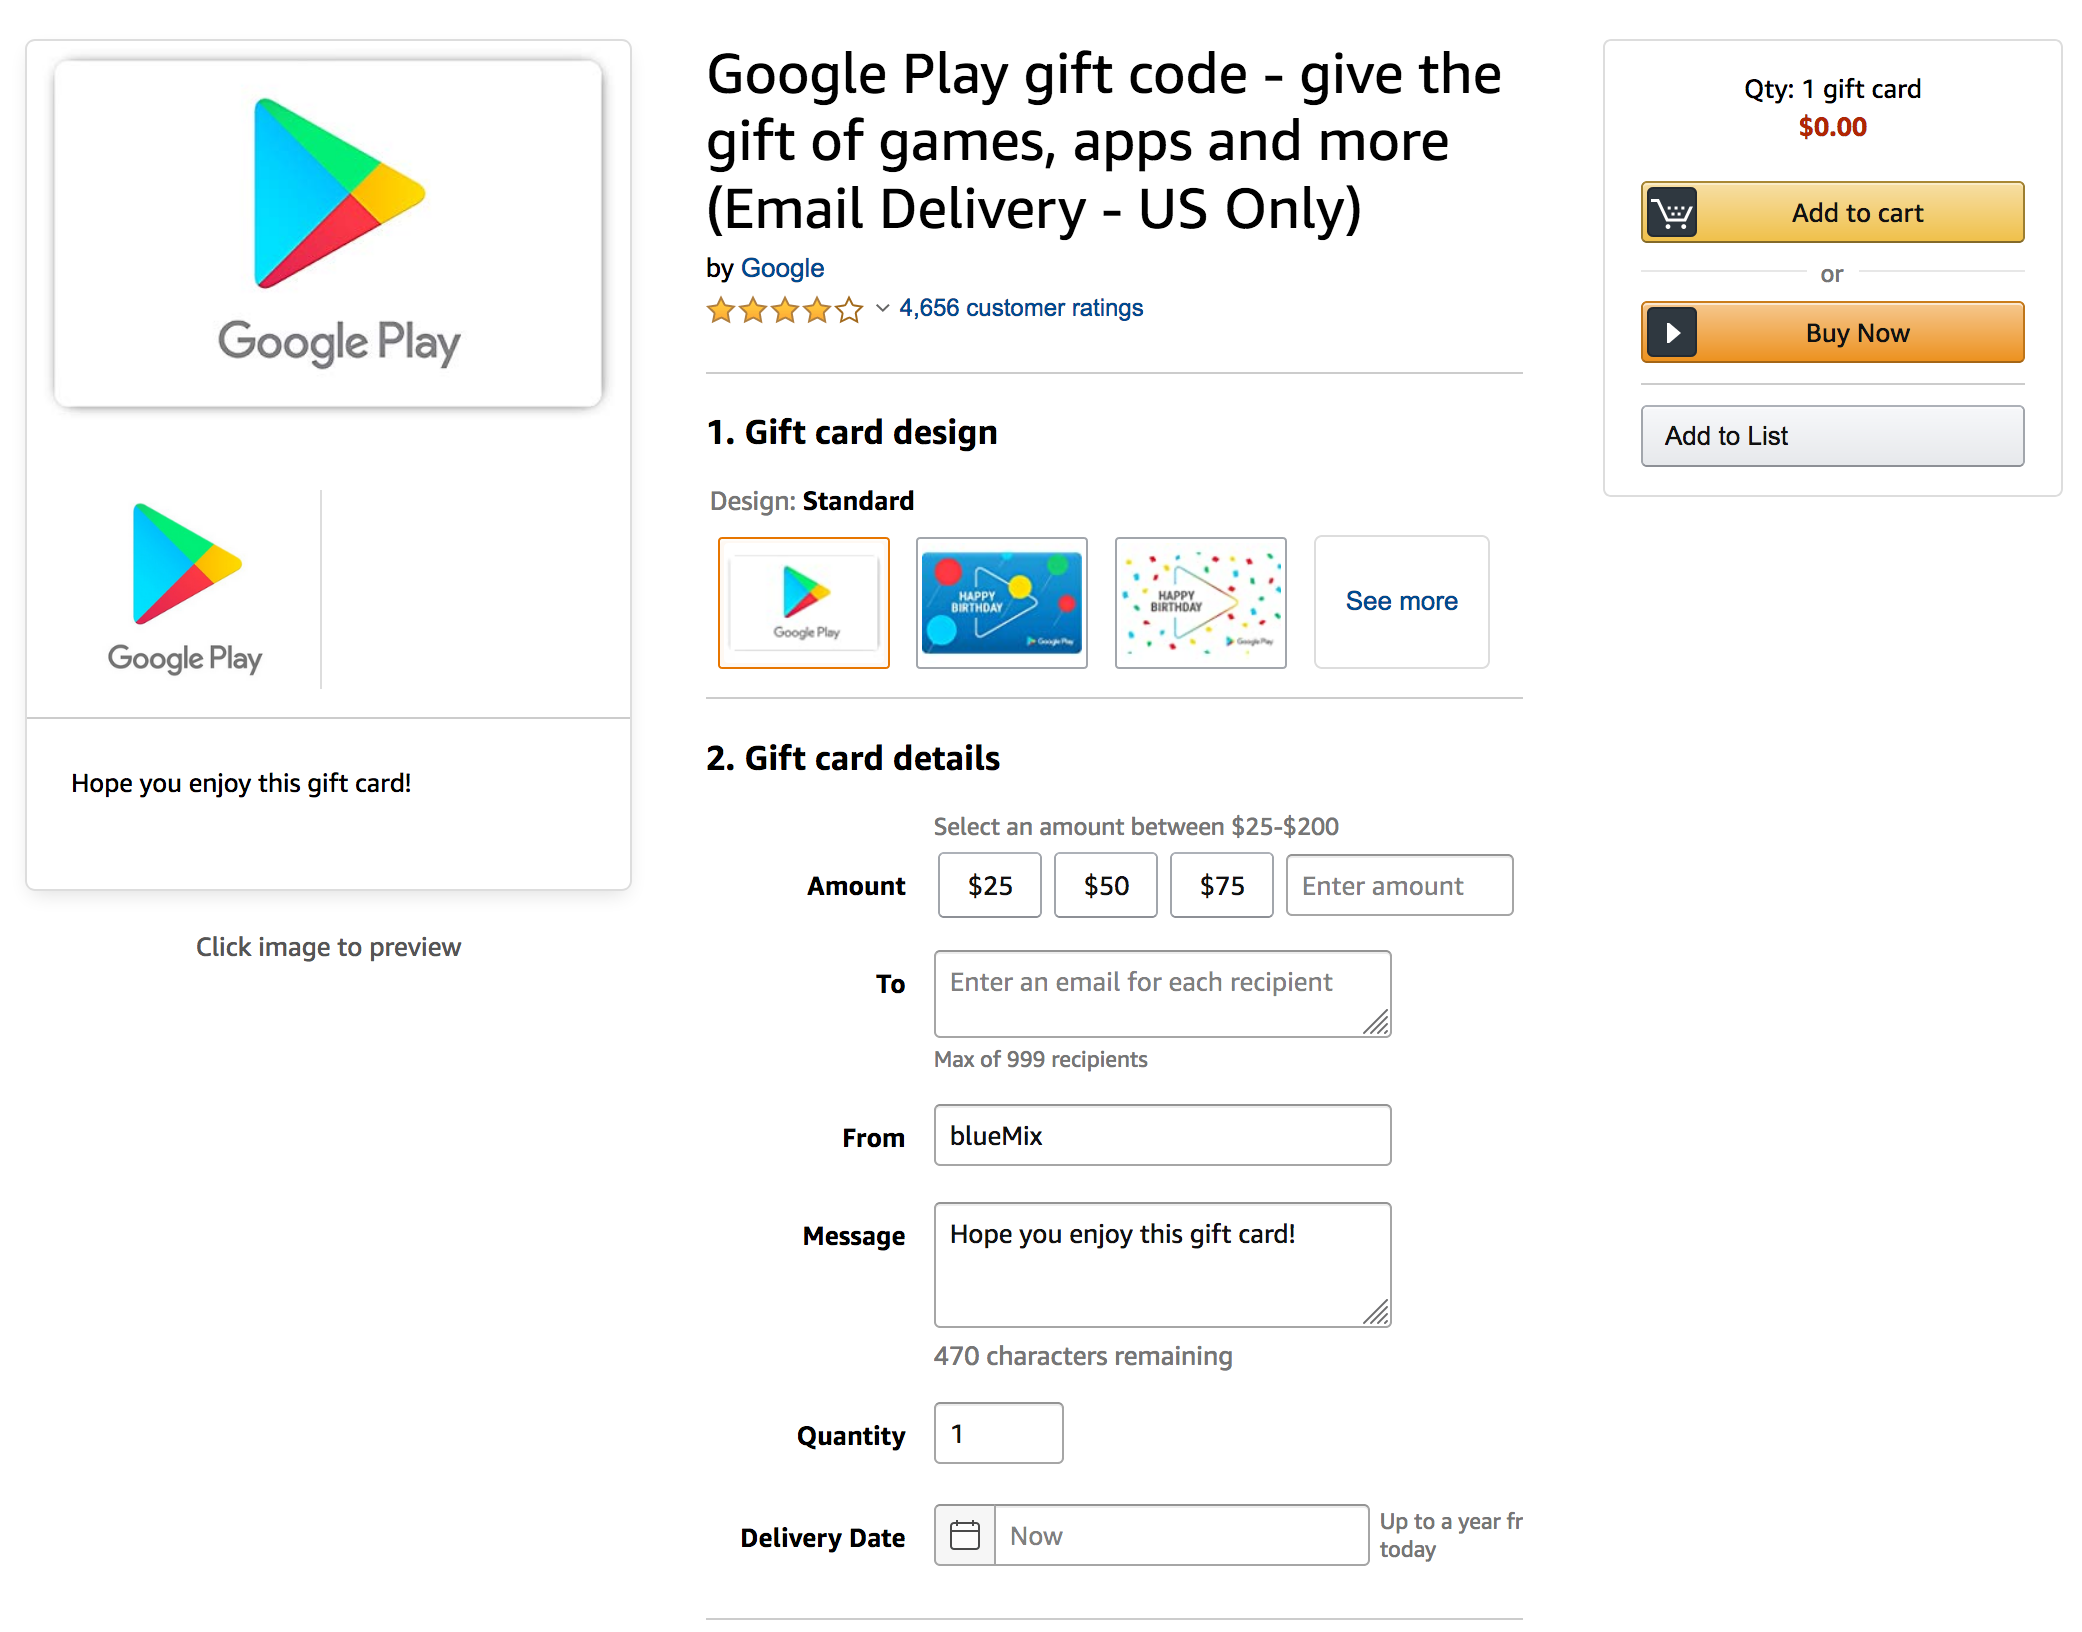 Google Play
Google Play
Hope you enjoy this gift card!
Click image to preview
Google Play gift code - give the
gift of games, apps and more
(Email Delivery - US Only)
by Google
4,656 customer ratings
1. Gift card design
Design: Standard
Google Play
HAPPY
BIRTHDAY
Google Play
HAPPY
BIRTHDAY
Google Play
See more
2. Gift card details
Select an amount between $25-$200
Amount $25 $50 $75 Enter amount
To Enter an email for each recipient
Max of 999 recipients
From blueMix
Message Hope you enjoy this gift card!
470 characters remaining
Quantity 1
Delivery Date Now Up to a year fr
today
Qty: 1 gift card
$0.00
Add to cart
or
Buy Now
Add to List